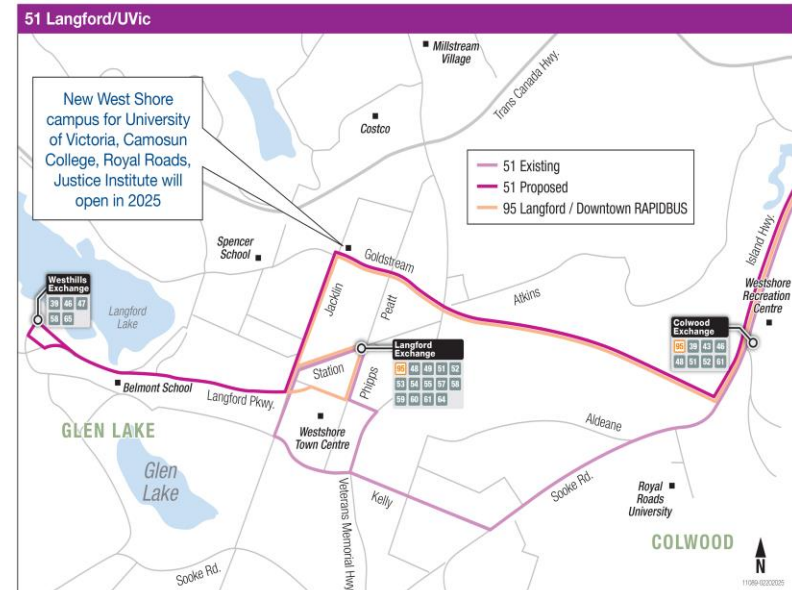 51 Langford/UVic
Millstream
Village
Trans Canada Hwy.
New West Shore
campus for University
of Victoria, Camosun
College, Royal Roads,
Justice Institute will
open in 2025
Costco
51 Existing
51 Proposed
95 Langford / Downtown RAPIDBUS
Spencer
School
Goldstream
Island Hwy.
Westhills
Exchange
39 46 47
58 65
Langford
Lake
Jacklin
Peatt
Atkins
Westshore
Recreation
Centre
Colwood
Exchange
95 39 43 46
48 51 52 61
Langford
Exchange
95 48 49 51 52
53 54 55 57 58
59 60 61 64
Station
Phipps
Belmont School
Langford Pkwy.
GLEN LAKE
Westshore
Town Centre
Aldeane
Glen
Lake
Veterans Memorial Hwy
Kelly
Sooke Rd.
Royal
Roads
University
COLWOOD
Sooke Rd.
N
11089-02202025